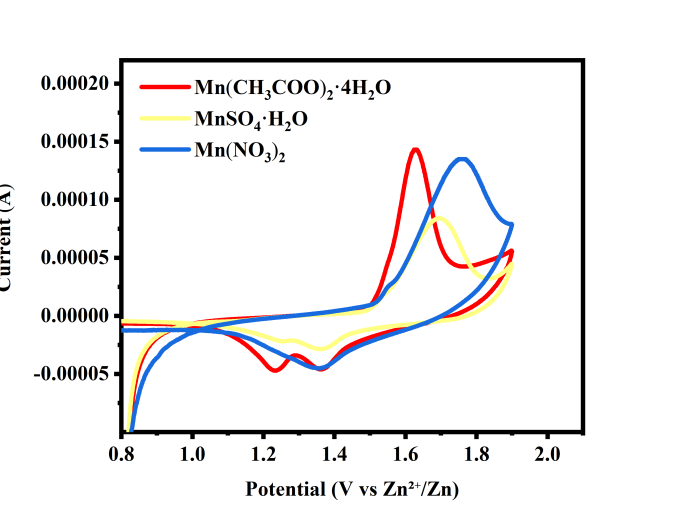 0.00020
0.00015
0.00010
0.00005
0.00000
-0.00005
Current (A)
Mn(CH₃COO)₂·4H₂O
MnSO₄·H₂O
Mn(NO₃)₂
0.8 1.0 1.2 1.4 1.6 1.8 2.0
Potential (V vs Zn²⁺/Zn)